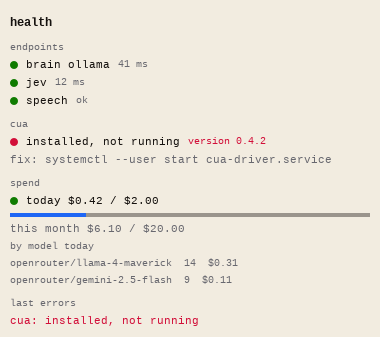 health
endpoints
brain ollama 41 ms
jev 12 ms
speech ok
cua
installed, not running version 0.4.2
fix: systemctl --user start cua-driver.service
spend
today $0.42 / $2.00
this month $6.10 / $20.00
by model today
openrouter/llama-4-maverick 14 $0.31
openrouter/gemini-2.5-flash 9 $0.11
last errors
cua: installed, not running